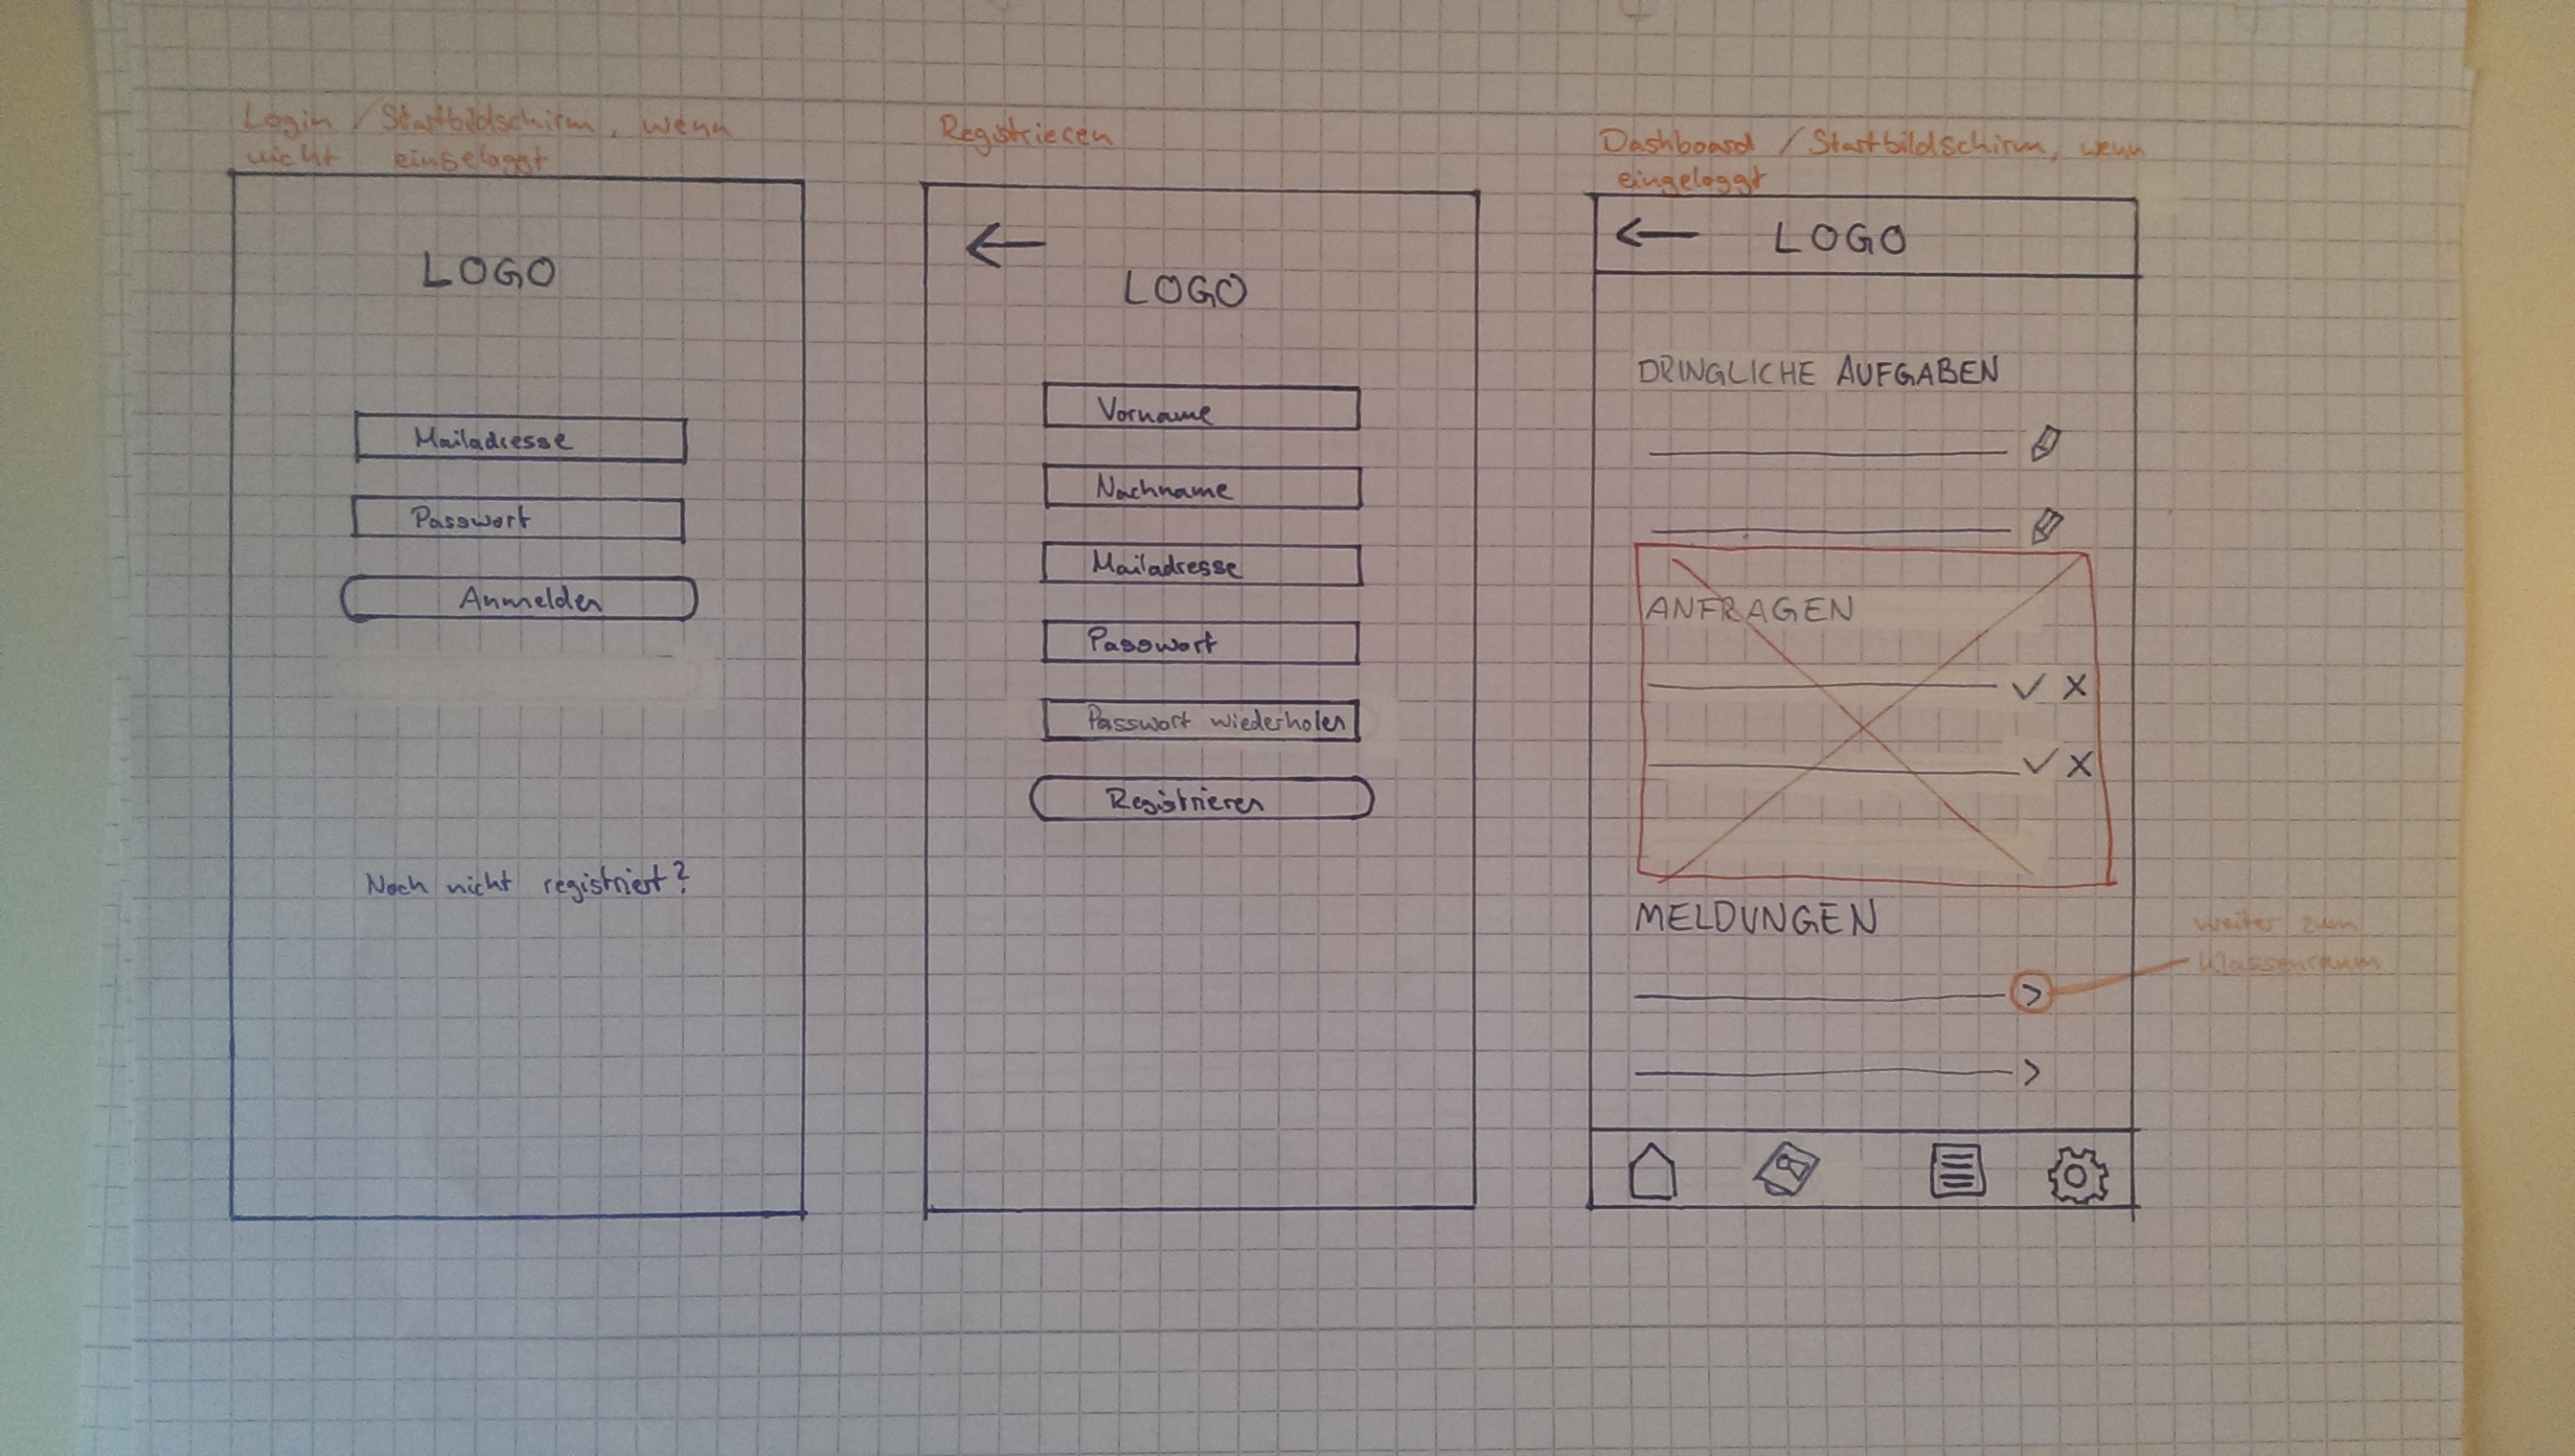 Login / Startbildschirm, wenn
nicht eingeloggt
LOGO
Mailadresse
Passwort
Anmelden
Noch nicht registriert?
Registrieren
LOGO
Vorname
Nachname
Mailadresse
Passwort
Passwort wiederholen
Registrieren
Dashboard / Startbildschirm, wenn
eingeloggt
LOGO
DRINGLICHE AUFGABEN
ANFRAGEN
MELDUNGEN
weiter zum
Klassenraum